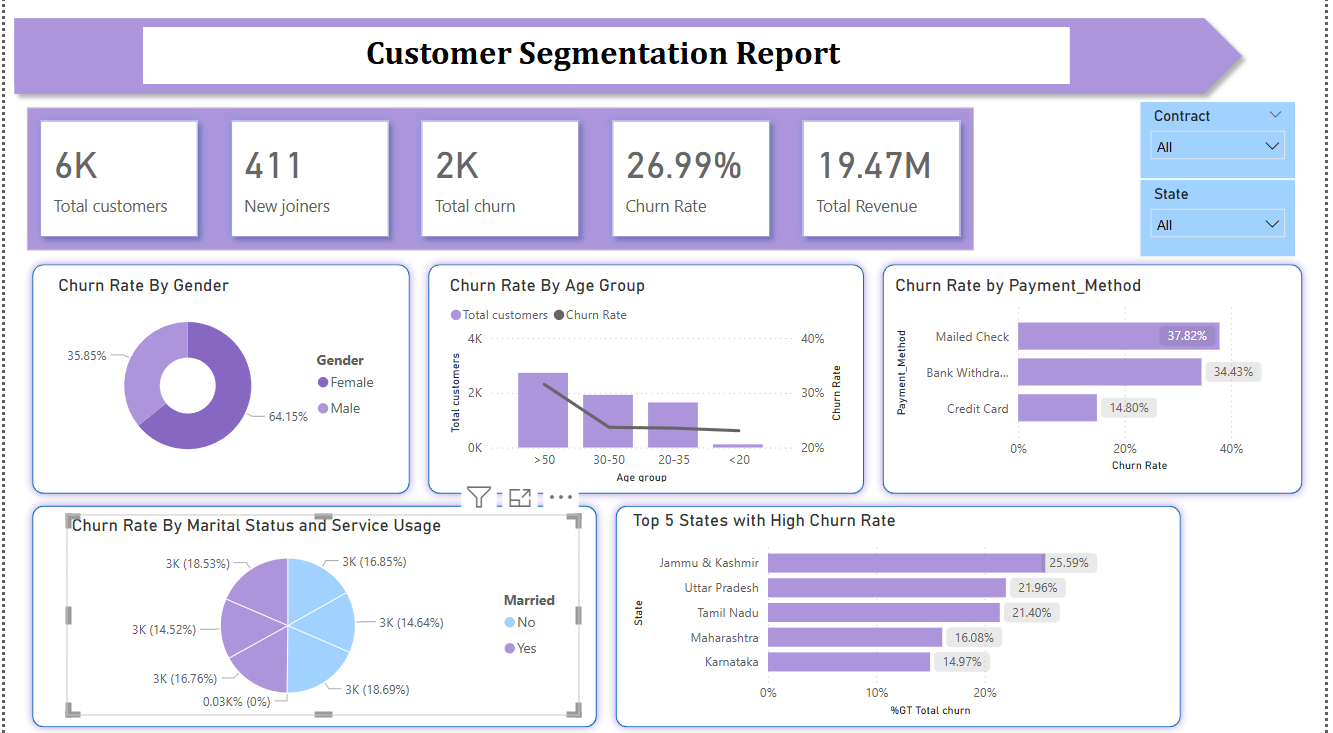 Customer Segmentation Report
6K
Total customers
411
New joiners
2K
Total churn
26.99%
Churn Rate
19.47M
Total Revenue
Contract
All
State
All
Churn Rate By Gender
35.85%
64.15%
Gender
Female
Male
Churn Rate By Age Group
Total customers Churn Rate
Total customers
4K
2K
0K
40%
30%
20%
Churn Rate
>50 30-50 20-35 <20
Age group
Churn Rate by Payment_Method
Payment_Method
Mailed Check 37.82%
Bank Withdra... 34.43%
Credit Card 14.80%
0% 20% 40%
Churn Rate
Churn Rate By Marital Status and Service Usage
3K (18.53%)
3K (16.85%)
3K (14.52%)
3K (14.64%)
3K (16.76%)
3K (18.69%)
0.03K% (0%)
Married
No
Yes
Top 5 States with High Churn Rate
State
Jammu & Kashmir 25.59%
Uttar Pradesh 21.96%
Tamil Nadu 21.40%
Maharashtra 16.08%
Karnataka 14.97%
0% 10% 20%
%GT Total churn